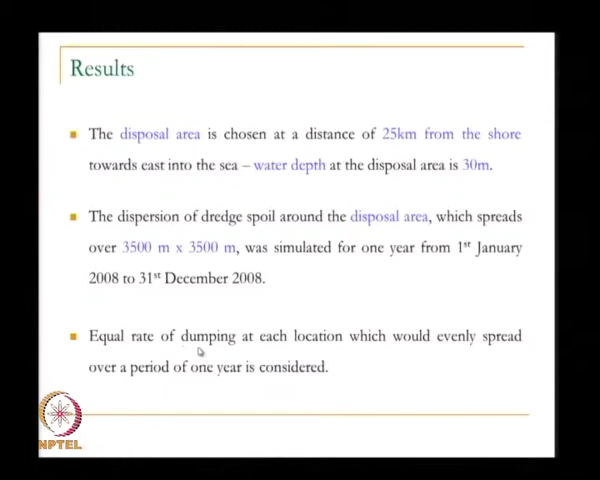 Results
The disposal area is chosen at a distance of 25km from the shore
towards east into the sea – water depth at the disposal area is 30m.
The dispersion of dredge spoil around the disposal area, which spreads
over 3500 m x 3500 m, was simulated for one year from 1st January
2008 to 31st December 2008.
Equal rate of dumping at each location which would evenly spread
over a period of one year is considered.
NPTEL